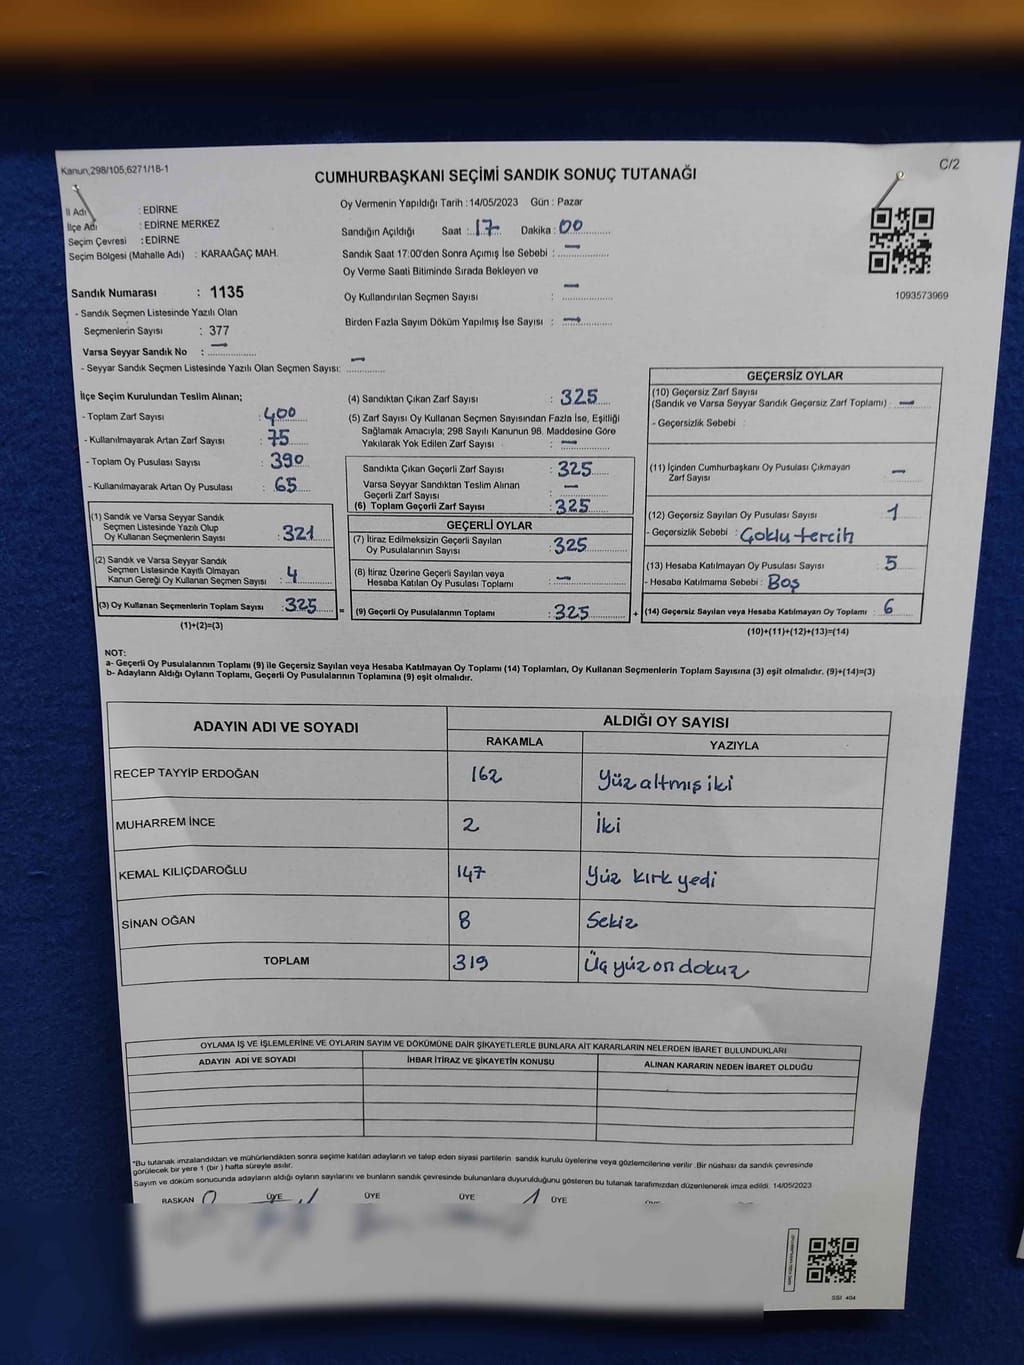 Kanun;298/105,6271/18-1
C/2
CUMHURBAŞKANI SEÇİMİ SANDIK SONUÇ TUTANAĞI
İl Adı : EDİRNE
İlçe Adı : EDİRNE MERKEZ
Seçim Çevresi : EDİRNE
Seçim Bölgesi (Mahalle Adı) : KARAAĞAÇ MAH.
Oy Vermenin Yapıldığı Tarih :14/05/2023 Gün : Pazar
Sandığın Açıldığı Saat : 17 Dakika : 00
Sandık Saat 17:00'den Sonra Açımış İse Sebebi : —
Oy Verme Saati Bitiminde Sırada Bekleyen ve
Oy Kullandırılan Seçmen Sayısı : —
Birden Fazla Sayım Döküm Yapılmış İse Sayısı : —
1093573969
Sandık Numarası : 1135
- Sandık Seçmen Listesinde Yazılı Olan
Seçmenlerin Sayısı : 377
Varsa Seyyar Sandık No : —
- Seyyar Sandık Seçmen Listesinde Yazılı Olan Seçmen Sayısı: —
İlçe Seçim Kurulundan Teslim Alınan;
- Toplam Zarf Sayısı : 400
- Kullanılmayarak Artan Zarf Sayısı : 75
- Toplam Oy Pusulası Sayısı : 390
- Kullanılmayarak Artan Oy Pusulası : 65
(1) Sandık ve Varsa Seyyar Sandık
Seçmen Listesinde Yazılı Olup
Oy Kullanan Seçmenlerin Sayısı : 321
(2) Sandık ve Varsa Seyyar Sandık
Seçmen Listesinde Kayıtlı Olmayan
Kanun Gereği Oy Kullanan Seçmen Sayısı : 4
(3) Oy Kullanan Seçmenlerin Toplam Sayısı : 325 =
(1)+(2)=(3)
(4) Sandıktan Çıkan Zarf Sayısı : 325
(5) Zarf Sayısı Oy Kullanan Seçmen Sayısından Fazla İse, Eşitliği
Sağlamak Amacıyla; 298 Sayılı Kanunun 98. Maddesine Göre
Yakılarak Yok Edilen Zarf Sayısı : —
Sandıkta Çıkan Geçerli Zarf Sayısı : 325
Varsa Seyyar Sandıktan Teslim Alınan
Geçerli Zarf Sayısı : —
(6) Toplam Geçerli Zarf Sayısı : 325
GEÇERLİ OYLAR
(7) İtiraz Edilmeksizin Geçerli Sayılan
Oy Pusulalarının Sayısı : 325
(8) İtiraz Üzerine Geçerli Sayılan veya
Hesaba Katılan Oy Pusulası Toplamı : —
(9) Geçerli Oy Pusulalarının Toplamı : 325 +
GEÇERSİZ OYLAR
(10) Geçersiz Zarf Sayısı
(Sandık ve Varsa Seyyar Sandık Geçersiz Zarf Toplamı) : —
- Geçersizlik Sebebi :
(11) İçinden Cumhurbaşkanı Oy Pusulası Çıkmayan
Zarf Sayısı : —
(12) Geçersiz Sayılan Oy Pusulası Sayısı : 1
- Geçersizlik Sebebi : Çoklu tercih
(13) Hesaba Katılmayan Oy Pusulası Sayısı : 5
- Hesaba Katılmama Sebebi : Boş
(14) Geçersiz Sayılan veya Hesaba Katılmayan Oy Toplamı : 6
(10)+(11)+(12)+(13)=(14)
NOT:
a- Geçerli Oy Pusulalarının Toplamı (9) ile Geçersiz Sayılan veya Hesaba Katılmayan Oy Toplamı (14) Toplamları, Oy Kullanan Seçmenlerin Toplam Sayısına (3) eşit olmalıdır. (9)+(14)=(3)
b- Adayların Aldığı Oyların Toplamı, Geçerli Oy Pusulalarının Toplamına (9) eşit olmalıdır.
ADAYIN ADI VE SOYADI
ALDIĞI OY SAYISI
RAKAMLA YAZIYLA
RECEP TAYYİP ERDOĞAN 162 Yüz altmış iki
MUHARREM İNCE 2 İki
KEMAL KILIÇDAROĞLU 147 Yüz kırk yedi
SİNAN OĞAN 8 Sekiz
TOPLAM 319 Üç yüz on dokuz
OYLAMA İŞ VE İŞLEMLERİNE VE OYLARIN SAYIM VE DÖKÜMÜNE DAİR ŞİKAYETLERLE BUNLARA AİT KARARLARIN NELERDEN İBARET BULUNDUKLARI
ADAYIN ADI VE SOYADI İHBAR İTİRAZ VE ŞİKAYETİN KONUSU ALINAN KARARIN NEDEN İBARET OLDUĞU
"Bu tutanak imzalandıktan ve mühürlendikten sonra seçime katılan adayların ve talep eden siyasi partilerin sandık kurulu üyelerine veya gözlemcilerine verilir. Bir nüshası da sandık çevresinde
görülecek bir yere 1 (bir ) hafta süreyle asılır.
Sayım ve döküm sonucunda adayların aldığı oyların sayılarını ve bunların sandık çevresinde bulunanlara duyurulduğunu gösteren bu tutanak tarafımızdan düzenlenerek imza edildi. 14/05/2023
BAŞKAN ÜYE ÜYE ÜYE ÜYE
SSI 404